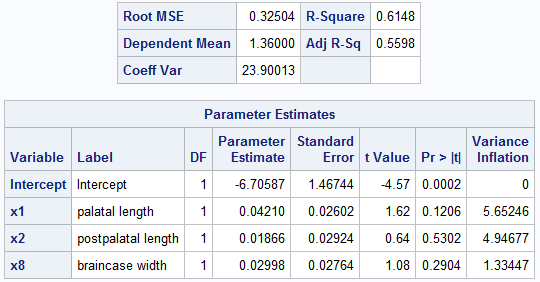 Root MSE 0.32504 R-Square 0.6148
Dependent Mean 1.36000 Adj R-Sq 0.5598
Coeff Var 23.90013
Parameter Estimates
Variable Label DF Parameter Estimate Standard Error t Value Pr > |t| Variance Inflation
Intercept Intercept 1 -6.70587 1.46744 -4.57 0.0002 0
x1 palatal length 1 0.04210 0.02602 1.62 0.1206 5.65246
x2 postpalatal length 1 0.01866 0.02924 0.64 0.5302 4.94677
x8 braincase width 1 0.02998 0.02764 1.08 0.2904 1.33447